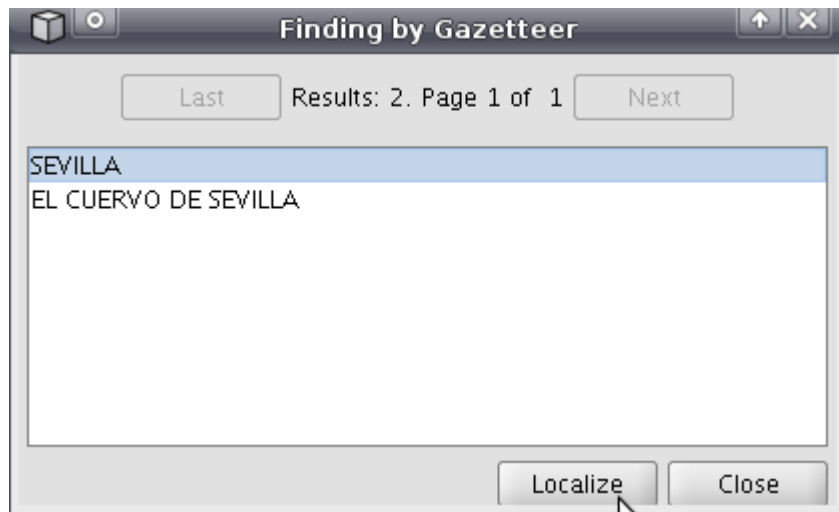 Finding by Gazetteer
Last Results: 2. Page 1 of 1 Next
SEVILLA
EL CUERVO DE SEVILLA
Localize Close